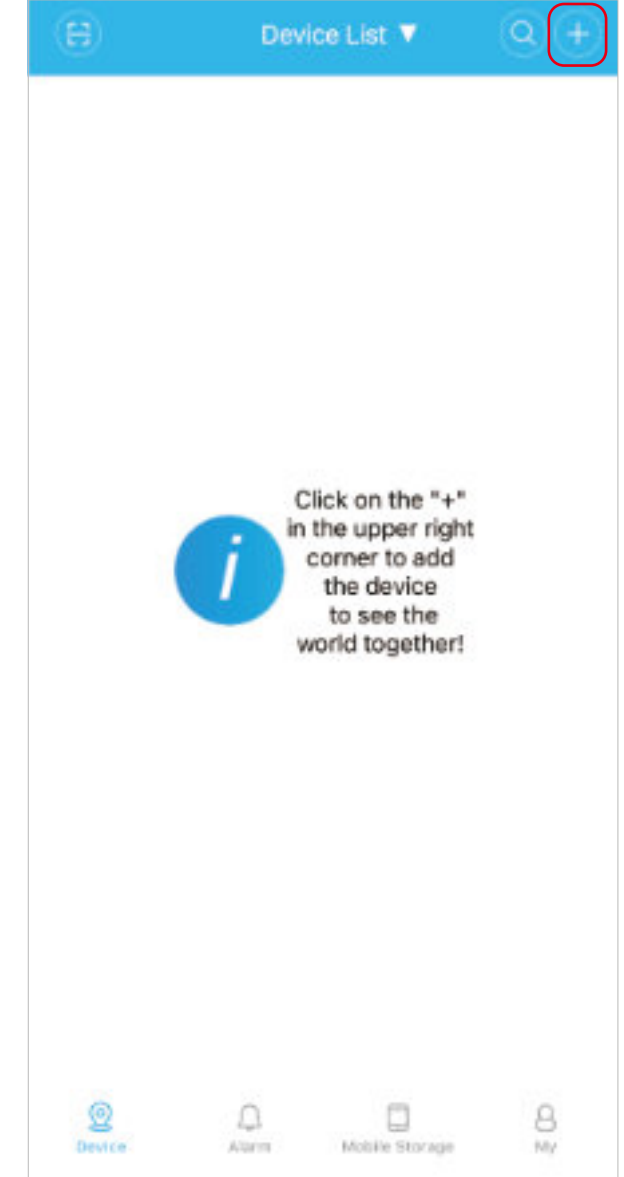 Device List ▼
Click on the "+"
in the upper right
corner to add
the device
to see the
world together!
Device
Alarm
Mobile Storage
My